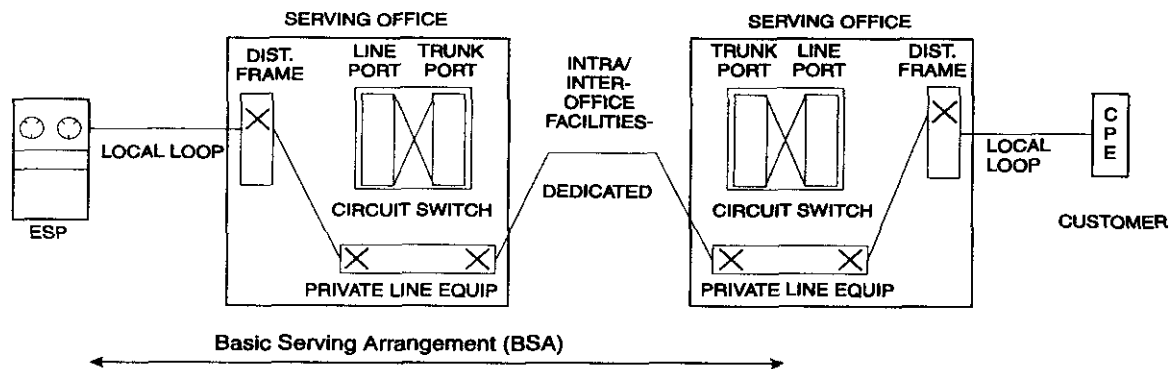 SERVING OFFICE
DIST.
FRAME
LINE
PORT
TRUNK
PORT
LOCAL LOOP
ESP
CIRCUIT SWITCH
PRIVATE LINE EQUIP
INTRA/
INTER-
OFFICE
FACILITIES-
DEDICATED
SERVING OFFICE
TRUNK
PORT
LINE
PORT
DIST.
FRAME
CIRCUIT SWITCH
PRIVATE LINE EQUIP
LOCAL
LOOP
CPE
CUSTOMER
Basic Serving Arrangement (BSA)